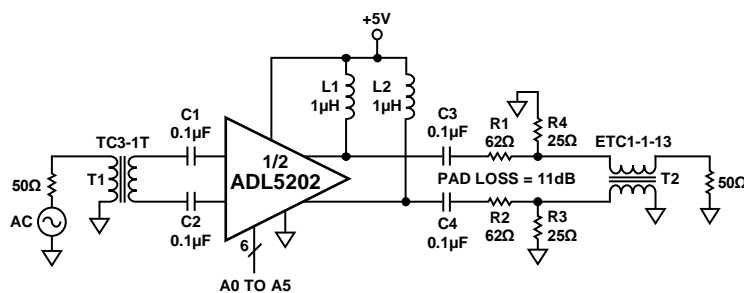 +5V
L1
1µH
L2
1µH
C1
0.1µF
TC3-1T
T1
50Ω
AC
C2
0.1µF
1/2
ADL5202
6
A0 TO A5
C3
0.1µF
R1
62Ω
R4
25Ω
ETC1-1-13
PAD LOSS = 11dB
T2
50Ω
C4
0.1µF
R2
62Ω
R3
25Ω